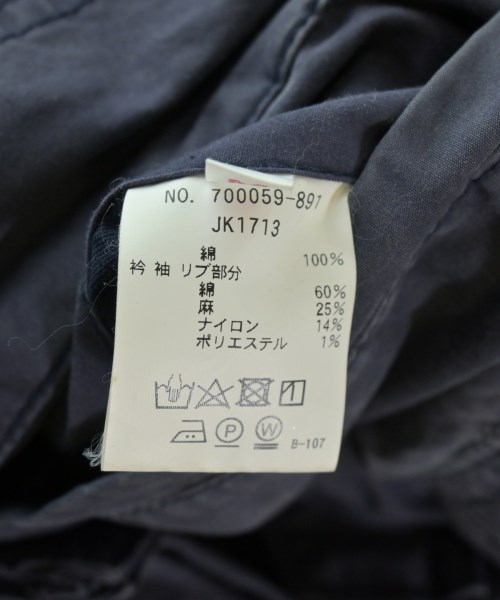 NO. 700059-891
JK1713
綿 100%
衿 袖 リブ部分
綿 60%
麻 25%
ナイロン 14%
ポリエステル 1%
P W B-107